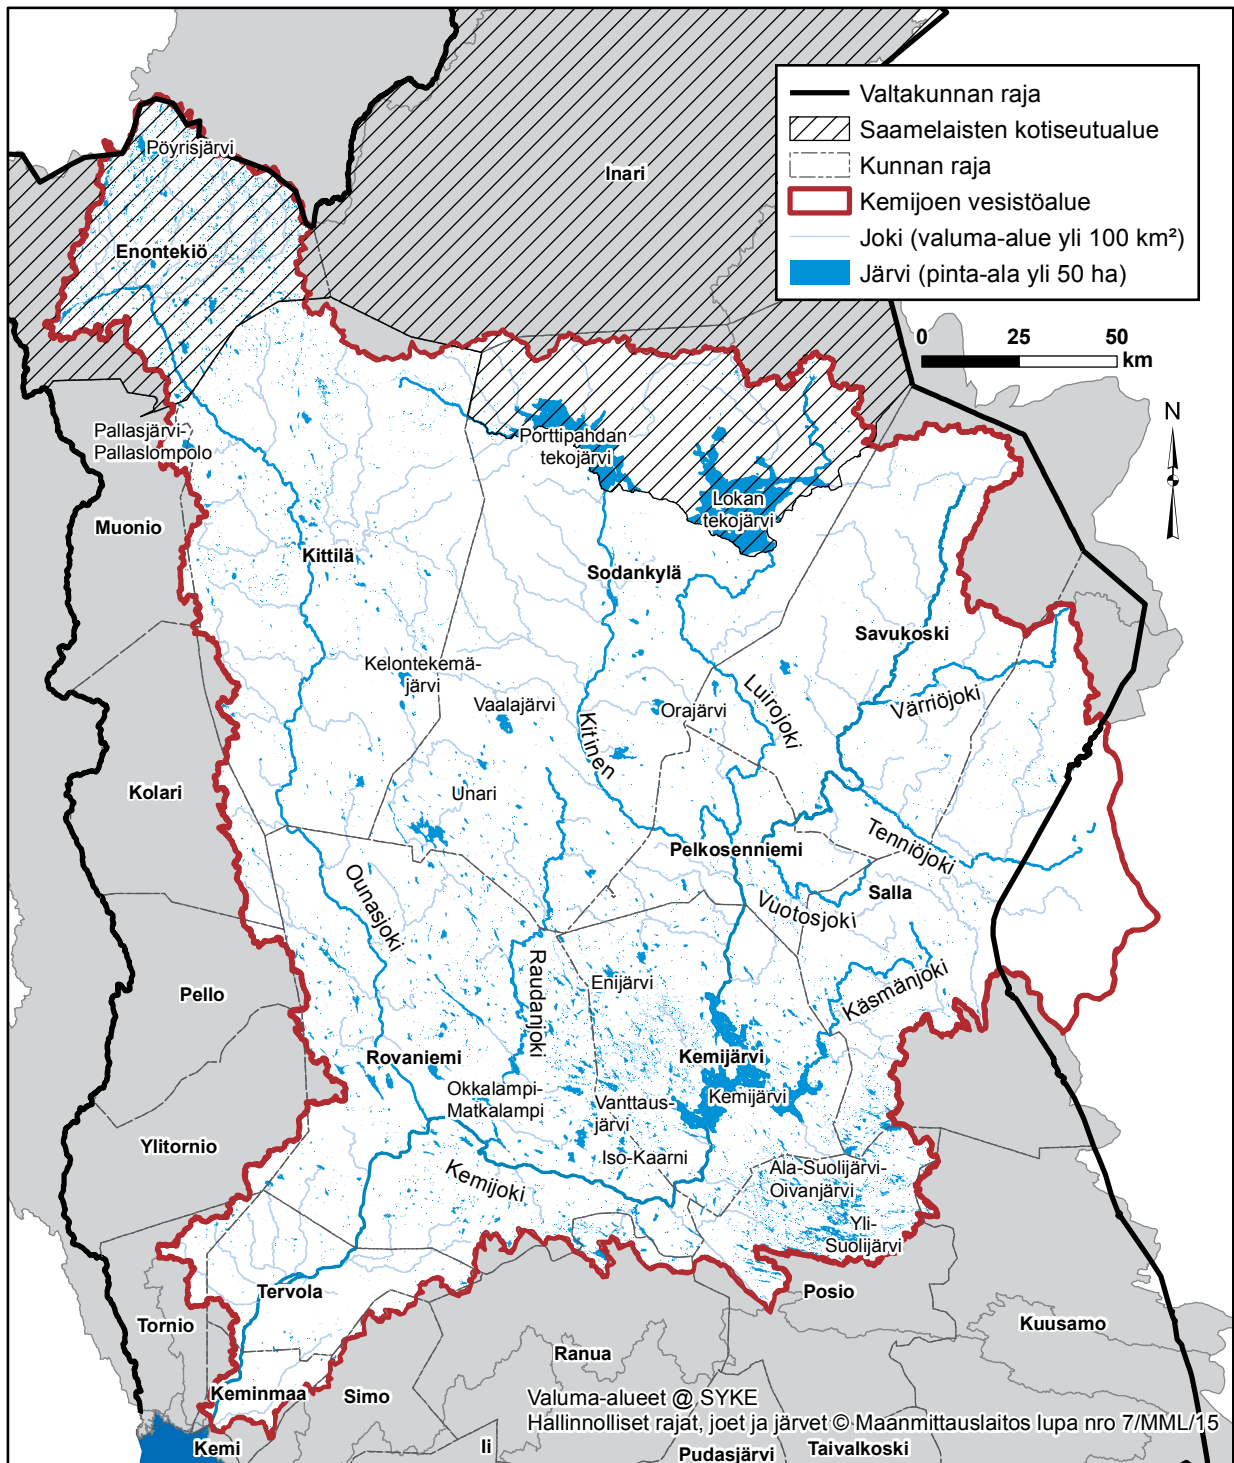 Valtakunnan raja
Saamelaisten kotiseutualue
Kunnan raja
Kemijoen vesistöalue
Joki (valuma-alue yli 100 km²)
Järvi (pinta-ala yli 50 ha)
0 25 50
km
N
Inari
Pöyrisjärvi
Enontekiö
Pallasjärvi-
Pallaslompolo
Porttipahdan
tekojärvi
Lokan
tekojärvi
Muonio
Kittilä
Sodankylä
Savukoski
Kelontekemä-
järvi
Vaalajärvi
Orajärvi
Luirojoki
Värriöjoki
Kitinen
Kolari
Unari
Pelkosenniemi
Tenniöjoki
Ounasjoki
Salla
Vuotosjoki
Raudanjoki
Enijärvi
Käsmänjoki
Pello
Rovaniemi
Kemijärvi
Okkalampi-
Matkalampi
Vanttaus-
järvi
Kemijärvi
Ylitornio
Iso-Kaarni
Kemijoki
Ala-Suolijärvi-
Oivanjärvi
Yli-
Suolijärvi
Tervola
Posio
Tornio
Kuusamo
Ranua
Keminmaa
Simo
Valuma-alueet @ SYKE
Hallinnolliset rajat, joet ja järvet © Maanmittauslaitos lupa nro 7/MML/15
Kemi
Ii
Pudasjärvi
Taivalkoski